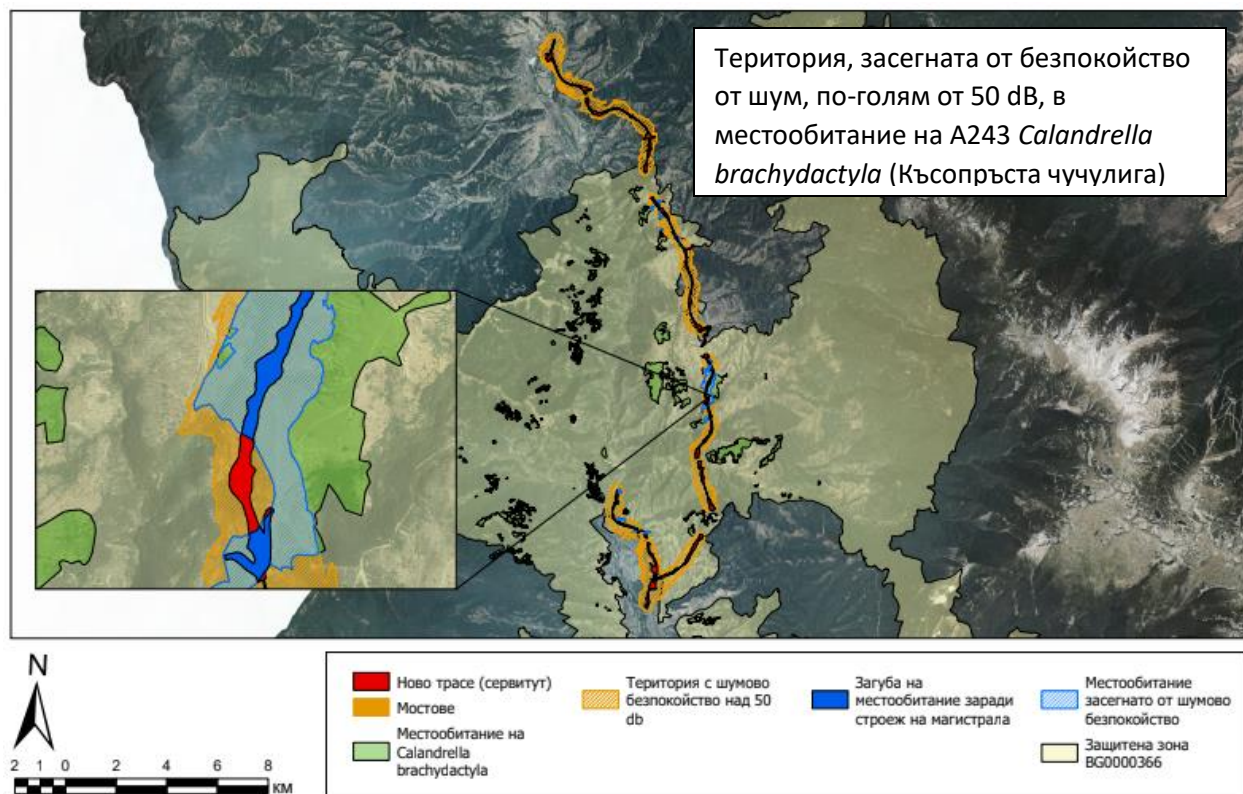 Територия, засегната от безпокойство
от шум, по-голям от 50 dB, в
местообитание на А243 Calandrella
brachydactyla (Късопръста чучулига)
N
2 1 0 2 4 6 8
КМ
Ново трасе (сервитут)
Мостове
Местообитание на
Calandrella
brachydactyla
Територия с шумово
безпокойство над 50
db
Загуба на
местообитание заради
строеж на магистрала
Местообитание
засегнато от шумово
безпокойство
Защитена зона
BG0000366